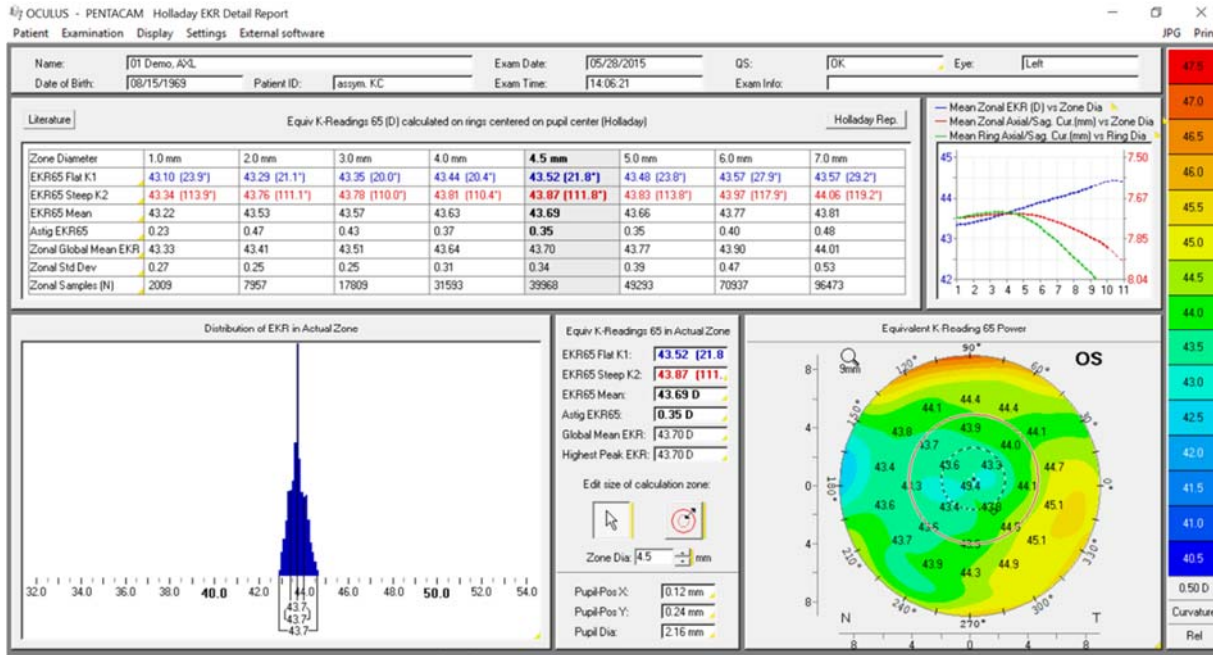 OCULUS - PENTACAM Holladay EKR Detail Report
Patient Examination Display Settings External software JPG Print
Name: 01 Demo, AXL Exam Date: 05/28/2015 QS: OK Eye: Left
Date of Birth: 08/15/1969 Patient ID: assym. KC Exam Time: 14:06:21 Exam Info:
Literature Equiv K-Readings 65 (D) calculated on rings centered on pupil center (Holladay) Holladay Rep.
Zone Diameter 1.0 mm 2.0 mm 3.0 mm 4.0 mm 4.5 mm 5.0 mm 6.0 mm 7.0 mm
EKR65 Flat K1 43.10 (23.9°) 43.29 (21.1°) 43.35 (20.0°) 43.44 (20.4°) 43.52 (21.8°) 43.48 (23.8°) 43.57 (27.9°) 43.57 (29.2°)
EKR65 Steep K2 43.34 (113.9°) 43.76 (111.1°) 43.78 (110.0°) 43.81 (110.4°) 43.87 (111.8°) 43.83 (113.8°) 43.97 (117.9°) 44.06 (119.2°)
EKR65 Mean 43.22 43.53 43.57 43.63 43.69 43.66 43.77 43.81
Astig EKR65 0.23 0.47 0.43 0.37 0.35 0.35 0.40 0.48
Zonal Global Mean EKR 43.33 43.41 43.51 43.64 43.70 43.77 43.90 44.01
Zonal Std Dev 0.27 0.25 0.25 0.31 0.34 0.39 0.47 0.53
Zonal Samples (N) 2009 7957 17809 31593 39968 49293 70937 96473
Mean Zonal EKR (D) vs Zone Dia
Mean Zonal Axial/Sag. Cur.(mm) vs Zone Dia
Mean Ring Axial/Sag. Cur.(mm) vs Ring Dia
45 7.50
44 7.67
43 7.85
42 8.04
1 2 3 4 5 6 7 8 9 10 11
Distribution of EKR in Actual Zone
32.0 34.0 36.0 38.0 40.0 42.0 44.0 46.0 48.0 50.0 52.0 54.0
43.7
43.7
43.7
Equiv K-Readings 65 in Actual Zone
EKR65 Flat K1: 43.52 (21.8
EKR65 Steep K2: 43.87 (111.
EKR65 Mean: 43.69 D
Astig EKR65: 0.35 D
Global Mean EKR: 43.70 D
Highest Peak EKR: 43.70 D
Edit size of calculation zone:
Zone Dia: 4.5 mm
Pupil-Pos X: 0.12 mm
Pupil-Pos Y: 0.24 mm
Pupil Dia: 2.16 mm
Equivalent K-Reading 65 Power
9mm OS
90°
120° 60°
150° 30°
180° 0°
210° 330°
240° 300°
270°
8
4
0
4
8
44.4
44.1 44.4
43.8 43.9 44.1
43.7 44.0
43.4 43.6 43.3 44.7
43.3 49.4 44.1
43.6 43.4 43.8 45.1
43.6 44.5
43.7 43.5 45.1
43.9 44.3 44.9
N T
8 4 0 4 8
47.5
47.0
46.5
46.0
45.5
45.0
44.5
44.0
43.5
43.0
42.5
42.0
41.5
41.0
40.5
0.50 D
Curvature
Rel